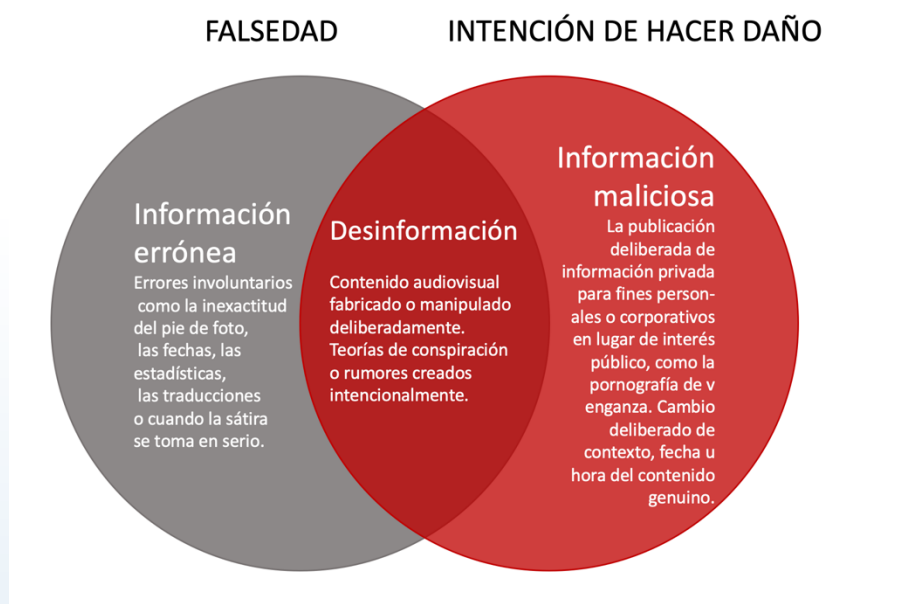 FALSEDAD
INTENCIÓN DE HACER DAÑO
Información
errónea
Errores involuntarios
como la inexactitud
del pie de foto,
las fechas, las
estadísticas,
las traducciones
o cuando la sátira
se toma en serio.
Desinformación
Contenido audiovisual
fabricado o manipulado
deliberadamente.
Teorías de conspiración
o rumores creados
intencionalmente.
Información
maliciosa
La publicación
deliberada de
información privada
para fines person-
ales o corporativos
en lugar de interés
público, como la
pornografía de v
enganza. Cambio
deliberado de
contexto, fecha u
hora del contenido
genuino.